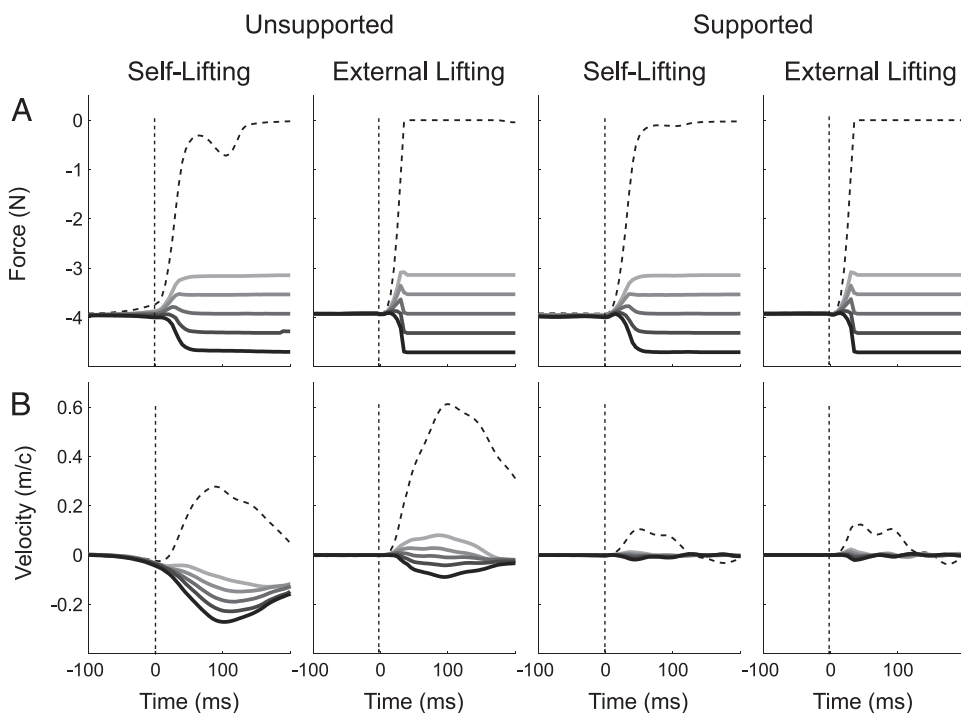 Unsupported Supported
Self-Lifting External Lifting Self-Lifting External Lifting
A
0
-1
-2
-3
-4
Force (N)
B
0.6
0.4
0.2
0
-0.2
Velocity (m/c)
-100 0 100 -100 0 100 -100 0 100 -100 0 100
Time (ms) Time (ms) Time (ms) Time (ms)